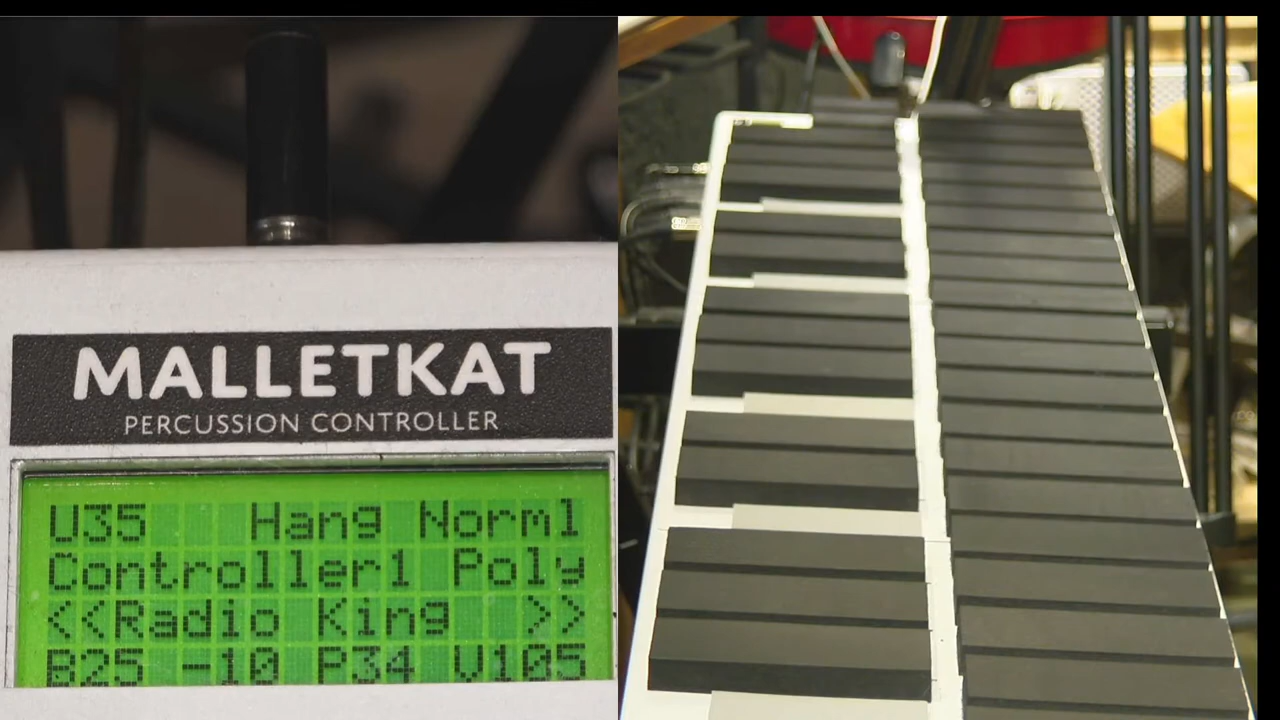 MALLETKAT
PERCUSSION CONTROLLER
U35 Hang Norml
Controller1 Poly
<<Radio King >>
B25 -10 P34 V105